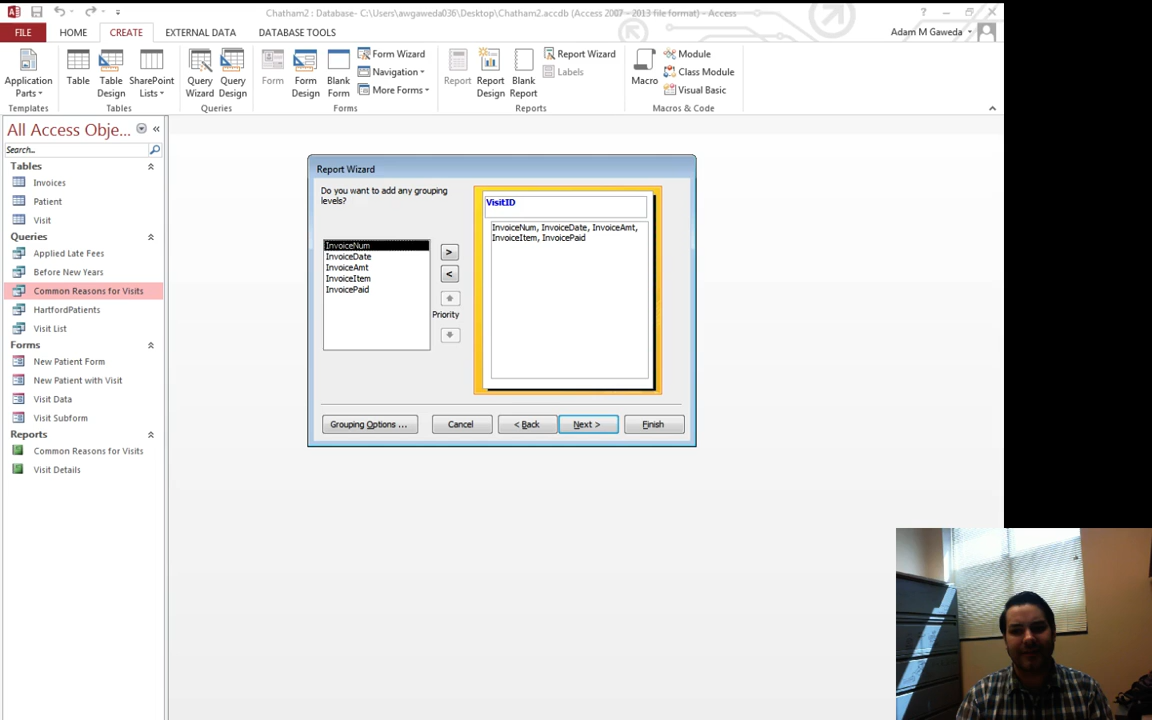 Chatham2 : Database- C:\Users\awgaweda036\Desktop\Chatham2.accdb (Access 2007 - 2013 file format) - Access
FILE
HOME
CREATE
EXTERNAL DATA
DATABASE TOOLS
Adam M Gaweda
Application Parts
Table
Table Design
SharePoint Lists
Query Wizard
Query Design
Form
Form Design
Blank Form
Form Wizard
Navigation
More Forms
Report
Report Design
Blank Report
Report Wizard
Labels
Macro
Module
Class Module
Visual Basic
Templates
Tables
Queries
Forms
Reports
Macros & Code
All Access Obje...
Search...
Tables
Invoices
Patient
Visit
Queries
Applied Late Fees
Before New Years
Common Reasons for Visits
HartfordPatients
Visit List
Forms
New Patient Form
New Patient with Visit
Visit Data
Visit Subform
Reports
Common Reasons for Visits
Visit Details
Report Wizard
Do you want to add any grouping
levels?
InvoiceNum
InvoiceDate
InvoiceAmt
InvoiceItem
InvoicePaid
>
<
Priority
VisitID
InvoiceNum, InvoiceDate, InvoiceAmt,
InvoiceItem, InvoicePaid
Grouping Options ...
Cancel
< Back
Next >
Finish